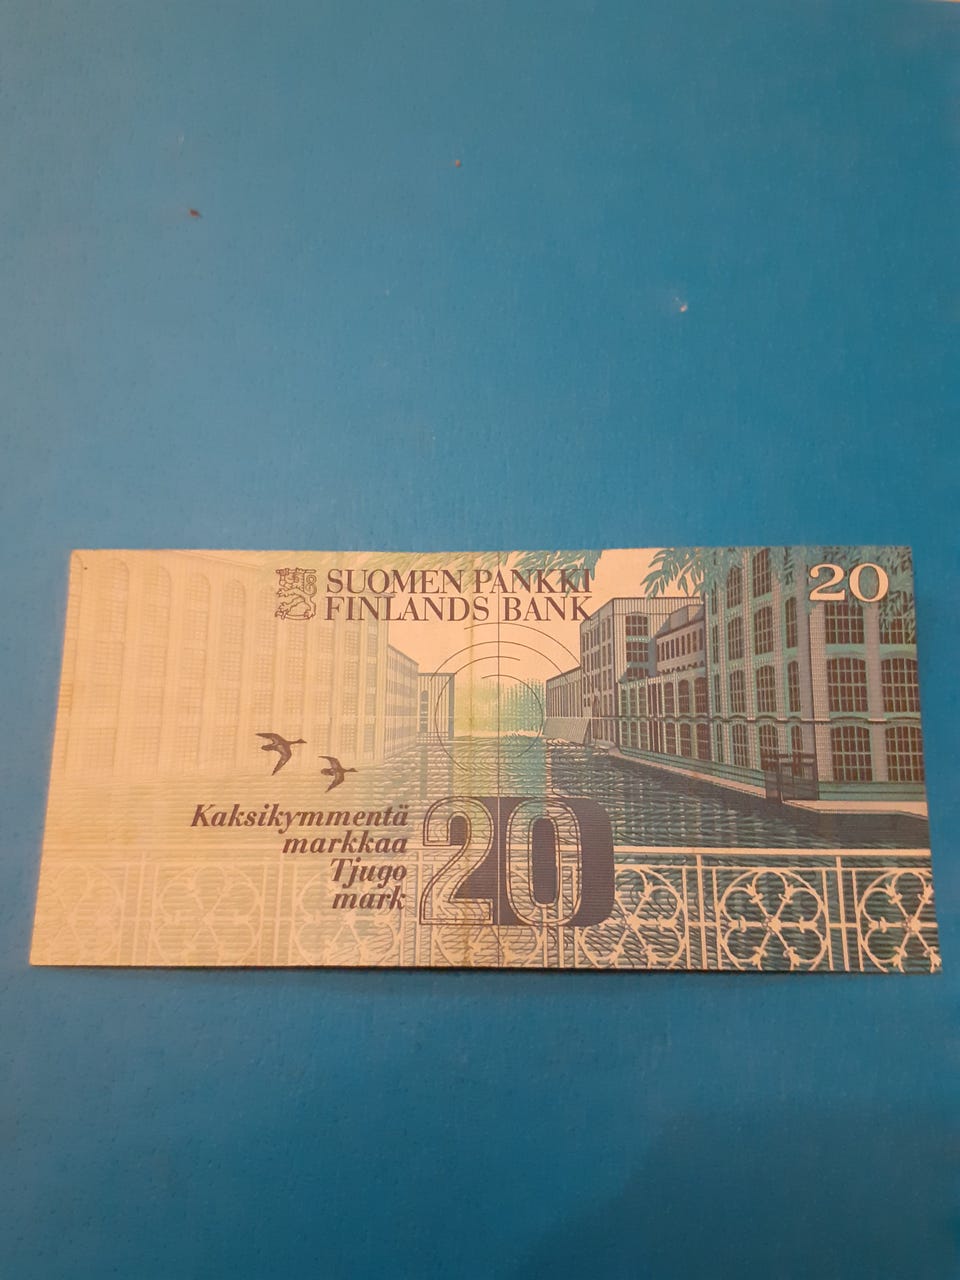 SUOMEN PANKKI
FINLANDS BANK
20
Kaksikymmentä
markkaa
Tjugo
mark
20